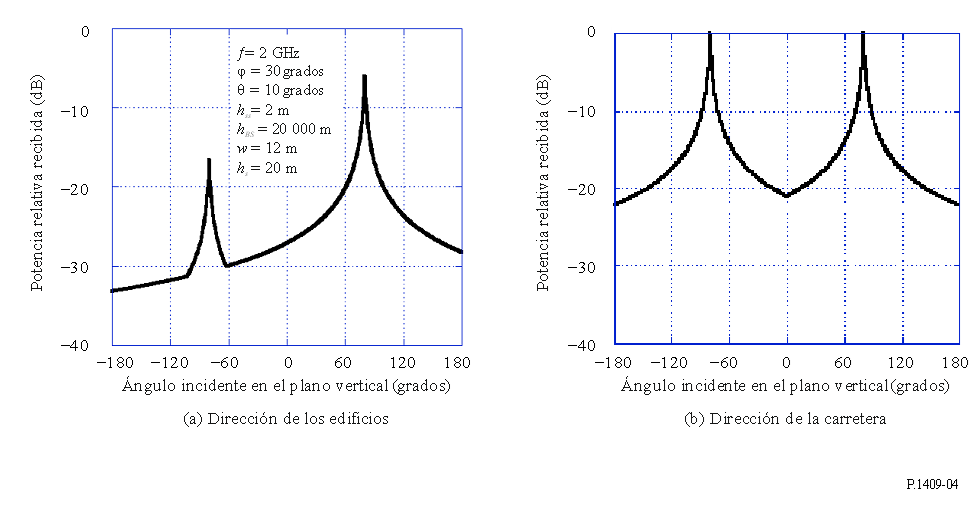 0
−10
−20
−30
−40
Potencia relativa recibida (dB)
f = 2 GHz
φ = 30 grados
θ = 10 grados
h = 2 m
hBS = 20 000 m
w = 12 m
h = 20 m
−180 −120 −60 0 60 120 180
Ángulo incidente en el plano vertical (grados)
(a) Dirección de los edificios
0
−10
−20
−30
−40
Potencia relativa recibida (dB)
−180 −120 −60 0 60 120 180
Ángulo incidente en el plano vertical (grados)
(b) Dirección de la carretera
P.1409-04